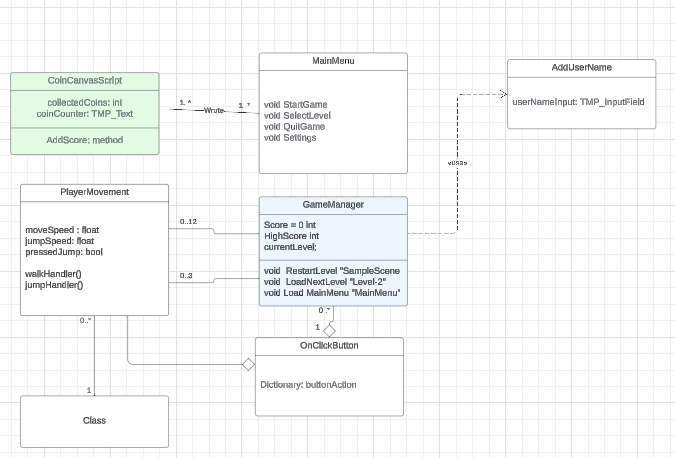 MainMenu
void StartGame
void SelectLevel
void QuitGame
void Settings
AddUserName
userNameInput: TMP_InputField
CoinCanvasScript
collectedCoins: int
coinCounter: TMP_Text
AddScore: method
1. *
Wrote
1. *
<use>
PlayerMovement
moveSpeed : float
jumpSpeed: float
pressedJump: bool
walkHandler()
jumpHandler()
0..12
0..3
GameManager
Score = 0 int
HighScore int
currentLevel;
void RestartLevel "SampleScene
void LoadNextLevel "Level-2"
void Load MainMenu "MainMenu"
0..*
1
0 .*
1
OnClickButton
Dictionary: buttonAction
Class